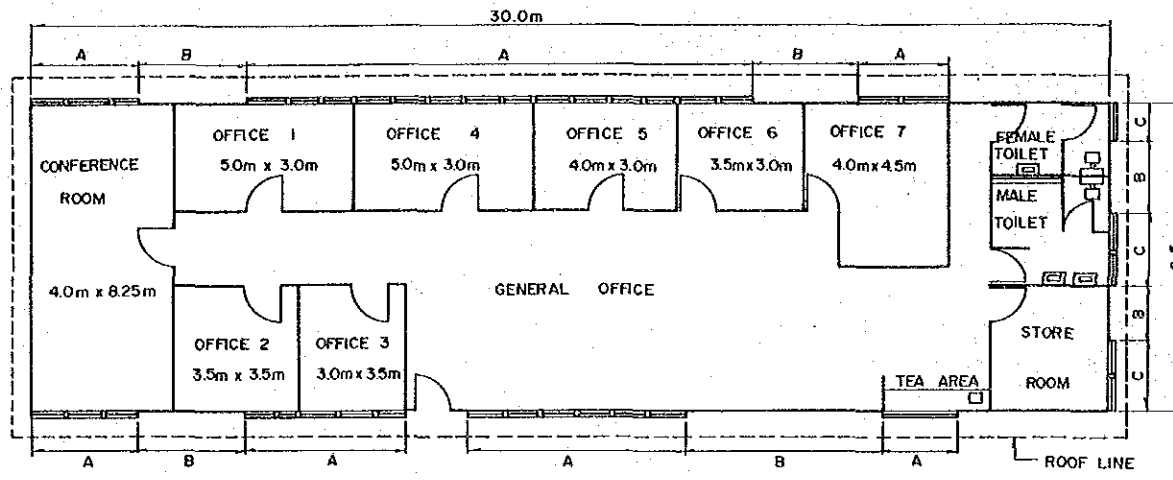 30.0m
A B A B A
OFFICE 1
5.0m x 3.0m
OFFICE 4
5.0m x 3.0m
OFFICE 5
4.0m x 3.0m
OFFICE 6
3.5m x 3.0m
OFFICE 7
4.0m x 4.5m
FEMALE
TOILET
CONFERENCE
ROOM
4.0m x 8.25m
MALE
TOILET
C
B
C
B
C
GENERAL OFFICE
OFFICE 2
3.5m x 3.5m
OFFICE 3
3.0m x 3.5m
STORE
ROOM
TEA AREA
A B A A B A
ROOF LINE